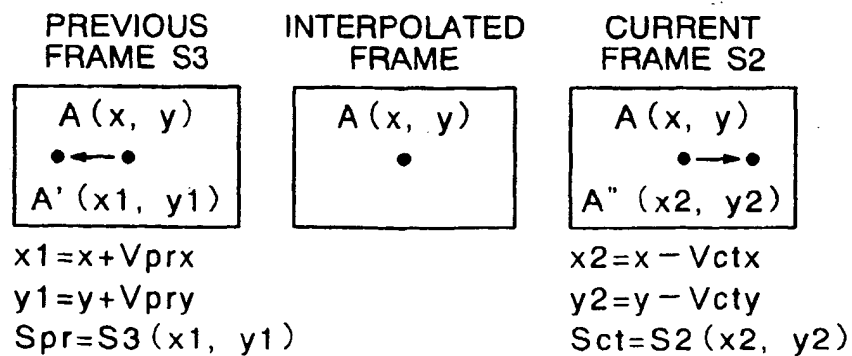 PREVIOUS
FRAME S3
A(x, y)
A'(x1, y1)
x1=x+Vprx
y1=y+Vpry
Spr=S3(x1, y1)
INTERPOLATED
FRAME
A(x, y)
CURRENT
FRAME S2
A(x, y)
A"(x2, y2)
x2=x−Vctx
y2=y−Vcty
Sct=S2(x2, y2)